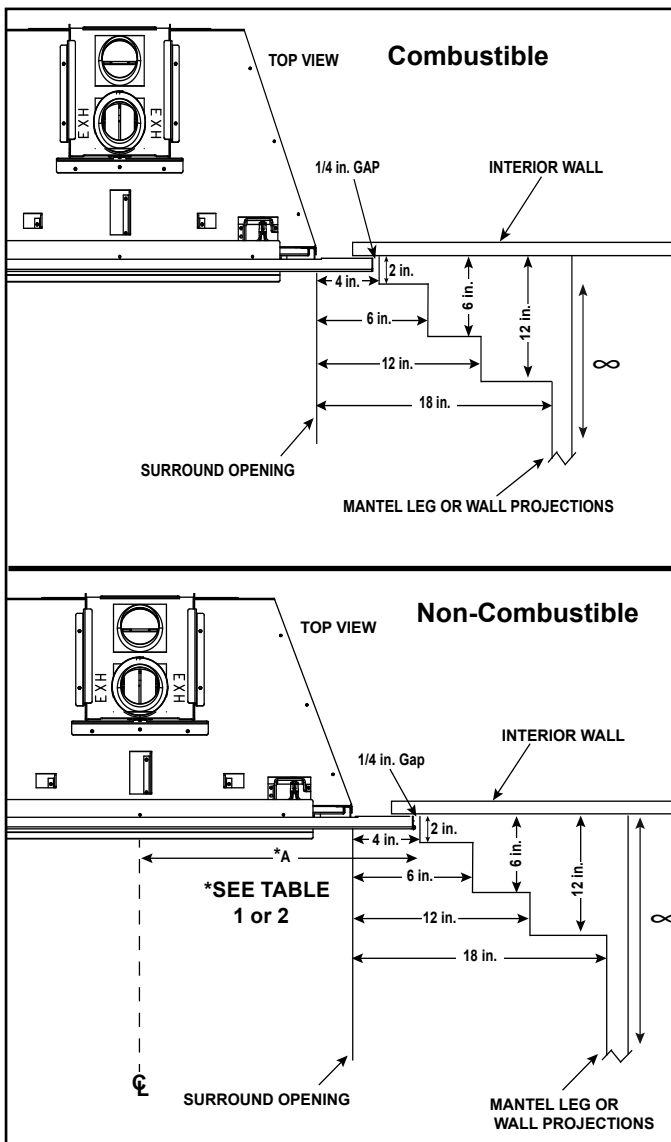 TOP VIEW
Combustible
EXH
EXH
1/4 in. GAP
INTERIOR WALL
2 in.
4 in.
6 in.
6 in.
12 in.
12 in.
∞
18 in.
SURROUND OPENING
MANTEL LEG OR WALL PROJECTIONS
Non-Combustible
TOP VIEW
EXH
EXH
INTERIOR WALL
1/4 in. Gap
2 in.
4 in.
*A
6 in.
6 in.
12 in.
*SEE TABLE
1 or 2
12 in.
∞
18 in.
℄
SURROUND OPENING
MANTEL LEG OR
WALL PROJECTIONS